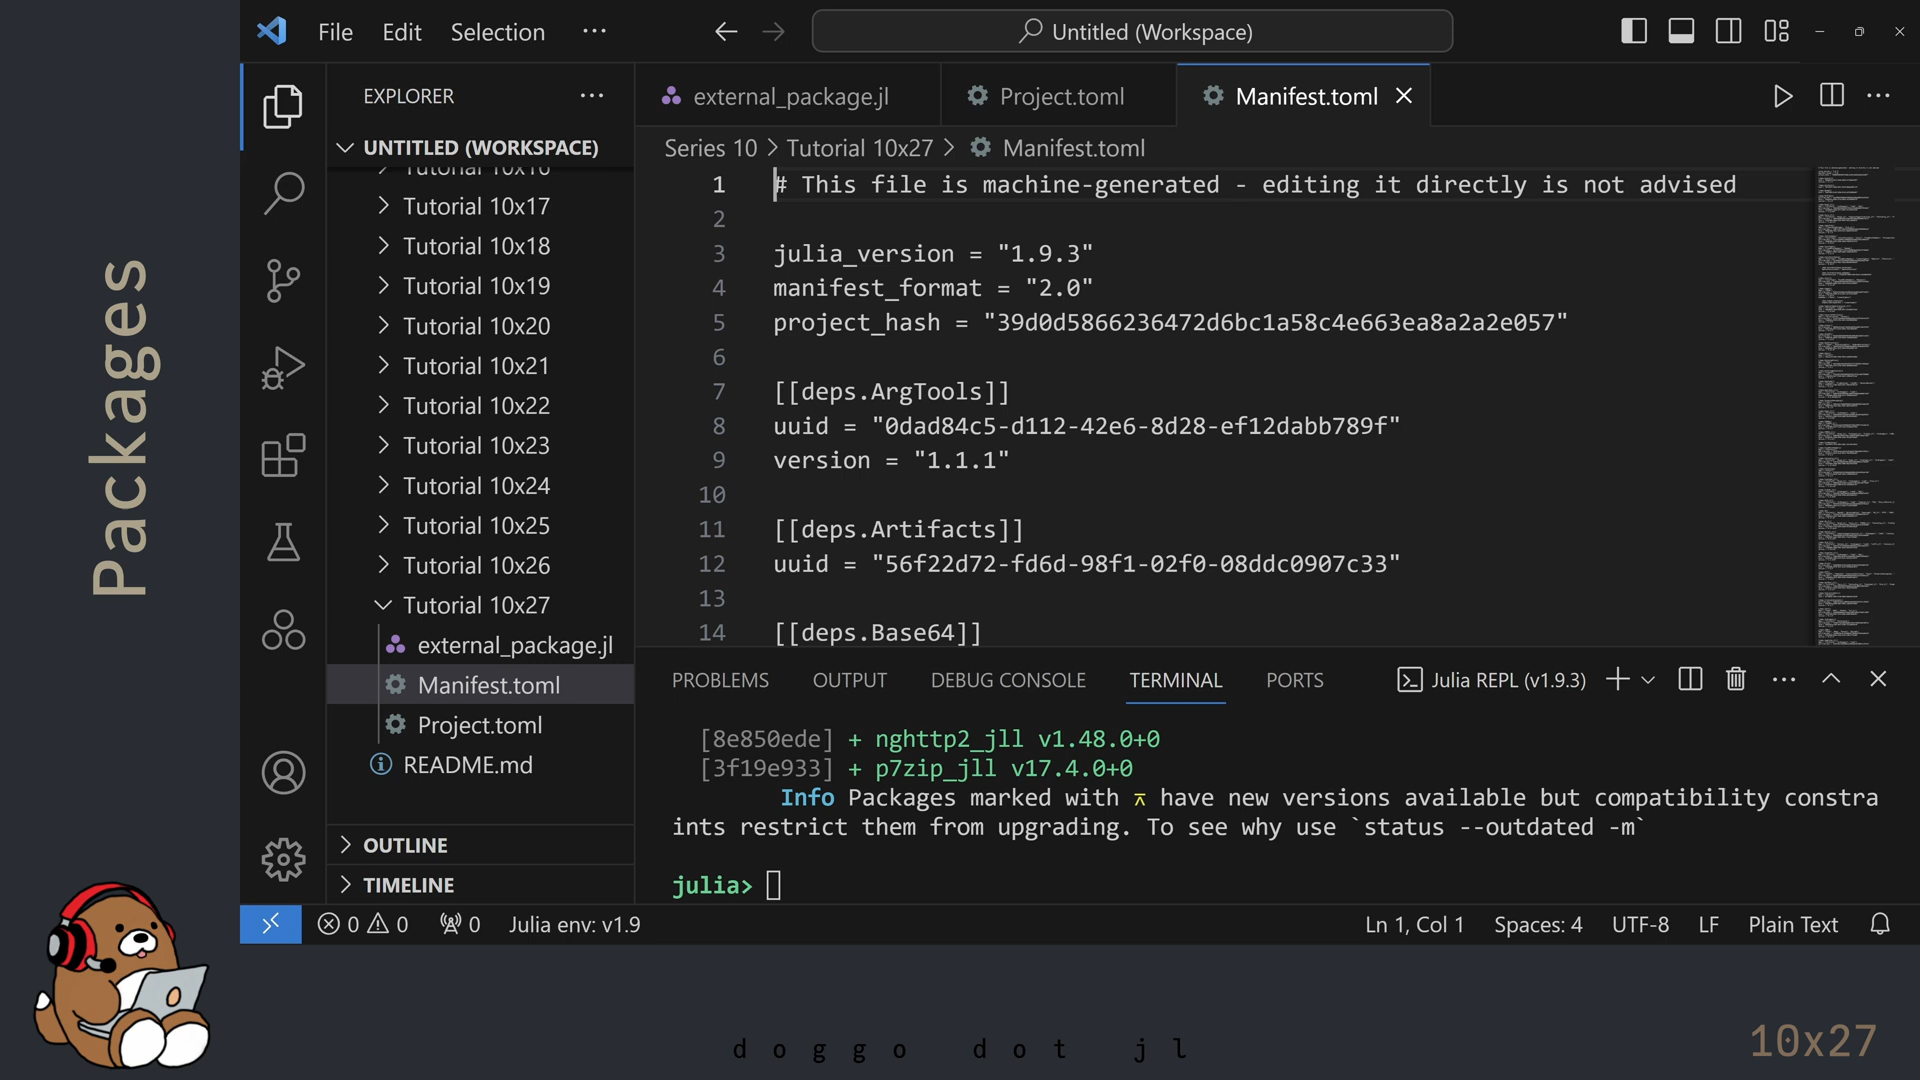 Packages
File Edit Selection ···
Untitled (Workspace)
EXPLORER ···
UNTITLED (WORKSPACE)
Tutorial 10x16
Tutorial 10x17
Tutorial 10x18
Tutorial 10x19
Tutorial 10x20
Tutorial 10x21
Tutorial 10x22
Tutorial 10x23
Tutorial 10x24
Tutorial 10x25
Tutorial 10x26
Tutorial 10x27
external_package.jl
Manifest.toml
Project.toml
README.md
OUTLINE
TIMELINE
external_package.jl Project.toml Manifest.toml
Series 10 > Tutorial 10x27 > Manifest.toml
1 # This file is machine-generated - editing it directly is not advised
2
3 julia_version = "1.9.3"
4 manifest_format = "2.0"
5 project_hash = "39d0d5866236472d6bc1a58c4e663ea8a2a2e057"
6
7 [[deps.ArgTools]]
8 uuid = "0dad84c5-d112-42e6-8d28-ef12dabb789f"
9 version = "1.1.1"
10
11 [[deps.Artifacts]]
12 uuid = "56f22d72-fd6d-98f1-02f0-08ddc0907c33"
13
14 [[deps.Base64]]
PROBLEMS OUTPUT DEBUG CONSOLE TERMINAL PORTS Julia REPL (v1.9.3)
[8e850ede] + nghttp2_jll v1.48.0+0
[3f19e933] + p7zip_jll v17.4.0+0
Info Packages marked with ⌅ have new versions available but compatibility constra
ints restrict them from upgrading. To see why use `status --outdated -m`
julia>
0 0 0 Julia env: v1.9 Ln 1, Col 1 Spaces: 4 UTF-8 LF Plain Text
doggo dot jl
10x27